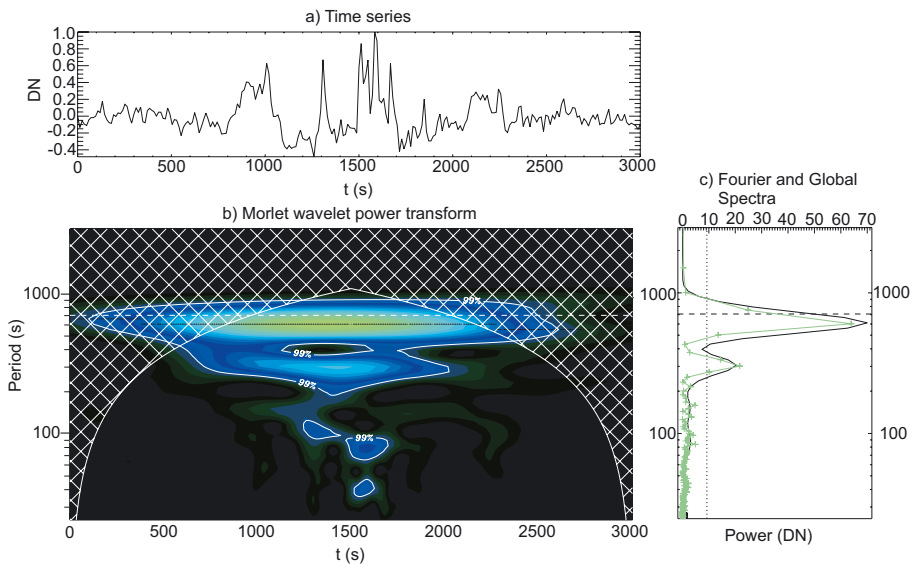 a) Time series
1.0
0.8
0.6
0.4
0.2
0.0
-0.2
-0.4
DN
0 500 1000 1500 2000 2500 3000
t (s)
b) Morlet wavelet power transform
1000
100
Period (s)
99%
99%
99%
99%
0 500 1000 1500 2000 2500 3000
t (s)
c) Fourier and Global
Spectra
0 10 20 30 40 50 60 70
1000 1000
100 100
Power (DN)